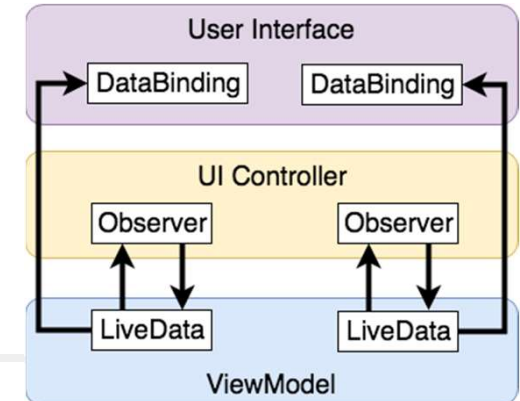 User Interface
DataBinding DataBinding
UI Controller
Observer Observer
LiveData LiveData
ViewModel